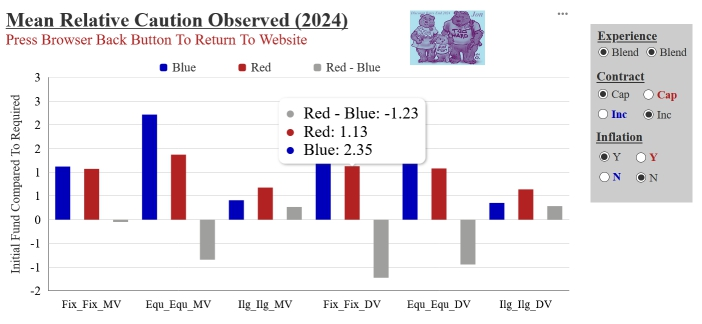 Mean Relative Caution Observed (2024)
Press Browser Back Button To Return To Website
Blue Red Red - Blue
Initial Fund Compared To Required
3
3
2
2
1
1
0
-1
-1
-2
Red - Blue: -1.23
Red: 1.13
Blue: 2.35
Fix_Fix_MV Equ_Equ_MV Ilg_Ilg_MV Fix_Fix_DV Equ_Equ_DV Ilg_Ilg_DV
Experience
Blend Blend
Contract
Cap Cap
Inc Inc
Inflation
Y Y
N N